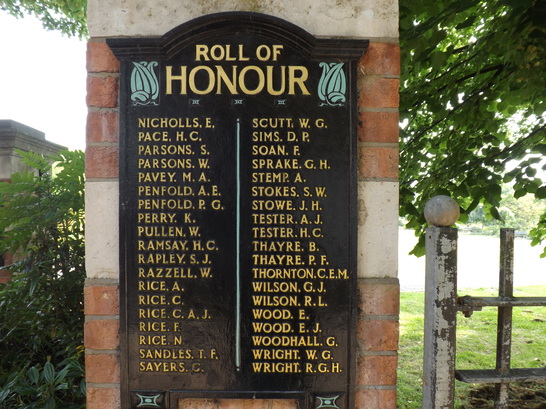 ROLL OF
HONOUR
NICHOLLS. E.
PACE. H.C.
PARSONS. S.
PARSONS. W.
PAVEY. M.A.
PENFOLD. A.E.
PENFOLD. P.G.
PERRY. K.
PULLEN. W.
RAMSAY. H.C.
RAPLEY. S.J.
RAZZELL. W.
RICE. A.
RICE. C.
RICE. C.A.J.
RICE. F.
RICE. N.
SANDLES. T.F.
SAYERS. G.
SCUTT. W.G.
SIMS. D.P.
SOAN. F.
SPRAKE. G.H.
STEMP. A.
STOKES. S.W.
STOWE. J.H.
TESTER. A.J.
TESTER. H.C.
THAYRE. B.
THAYRE. P.F.
THORNTON. C.E.M.
WILSON. G.J.
WILSON. R.L.
WOOD. E.
WOOD. E.J.
WOODHALL. G.
WRIGHT. W.G.
WRIGHT. R.G.H.